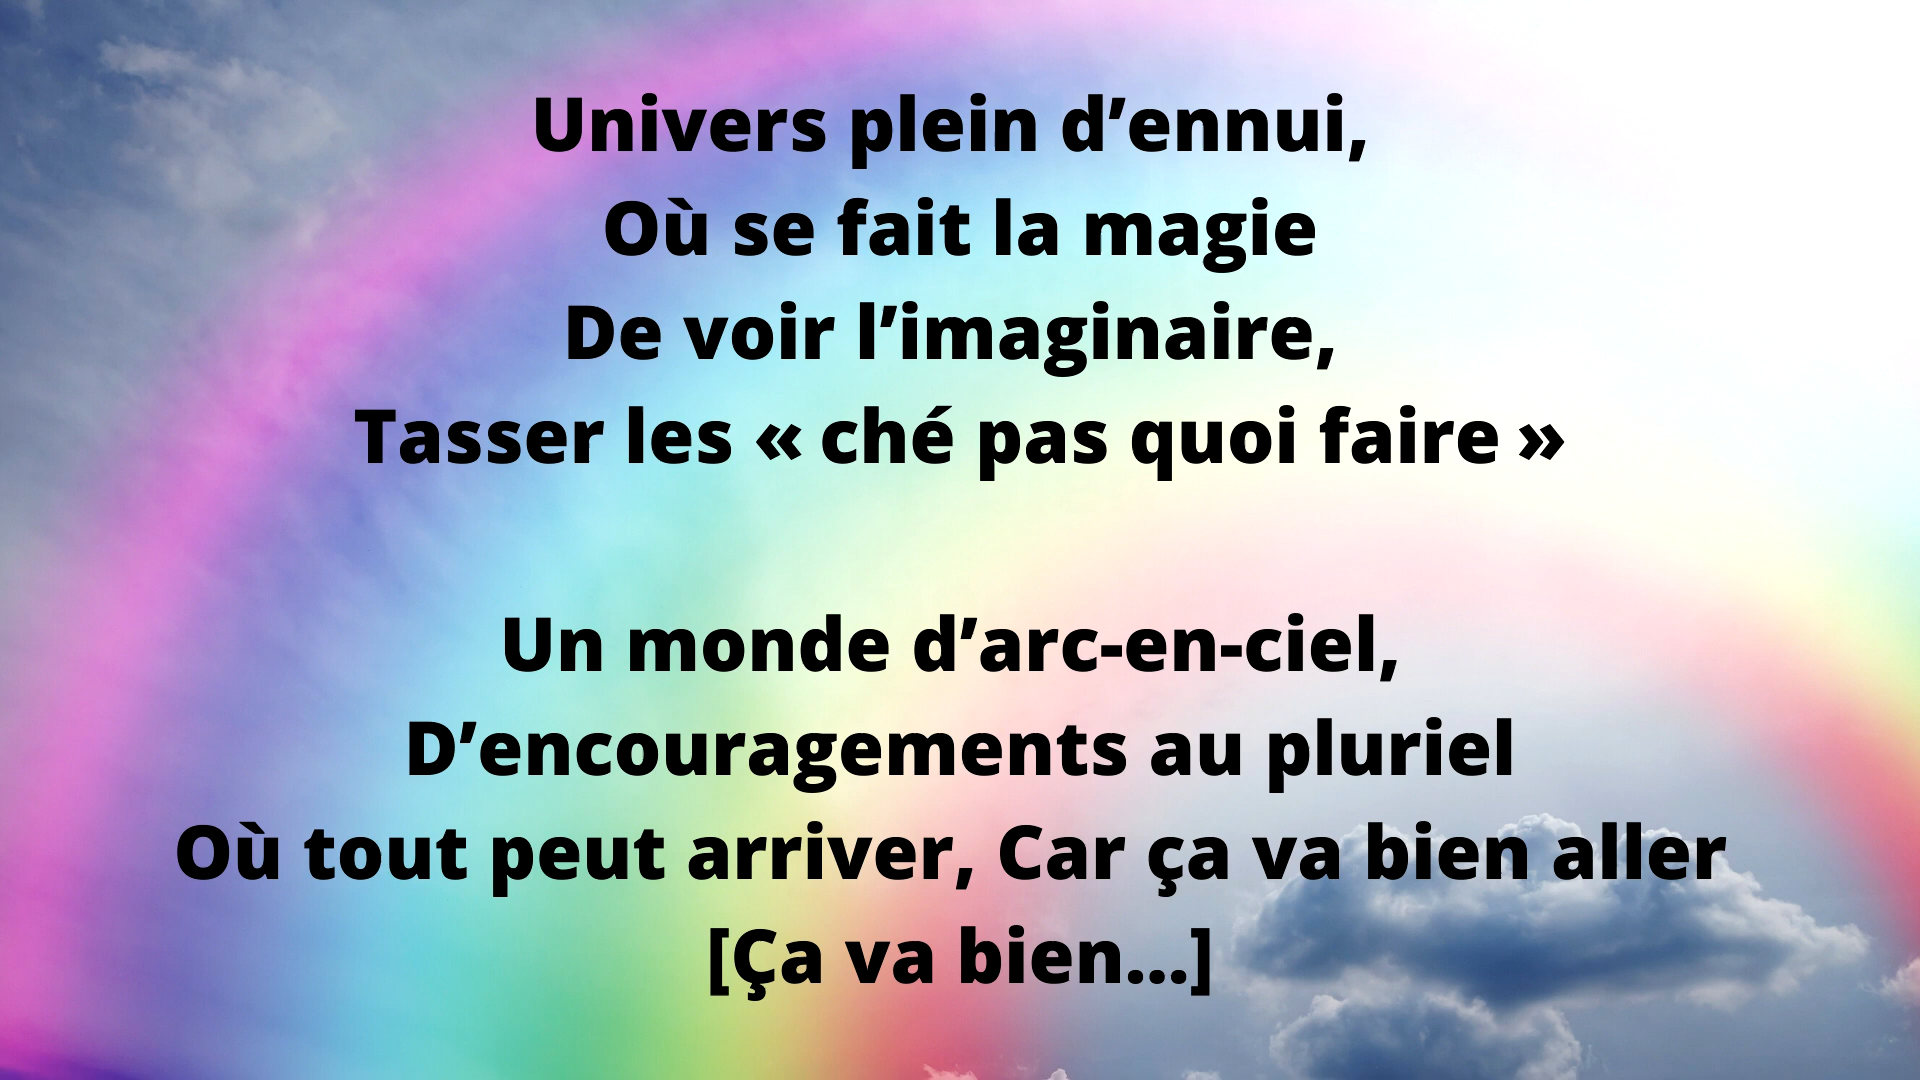 Univers plein d’ennui,
Où se fait la magie
De voir l’imaginaire,
Tasser les « ché pas quoi faire »
Un monde d’arc-en-ciel,
D’encouragements au pluriel
Où tout peut arriver, Car ça va bien aller
[Ça va bien...]